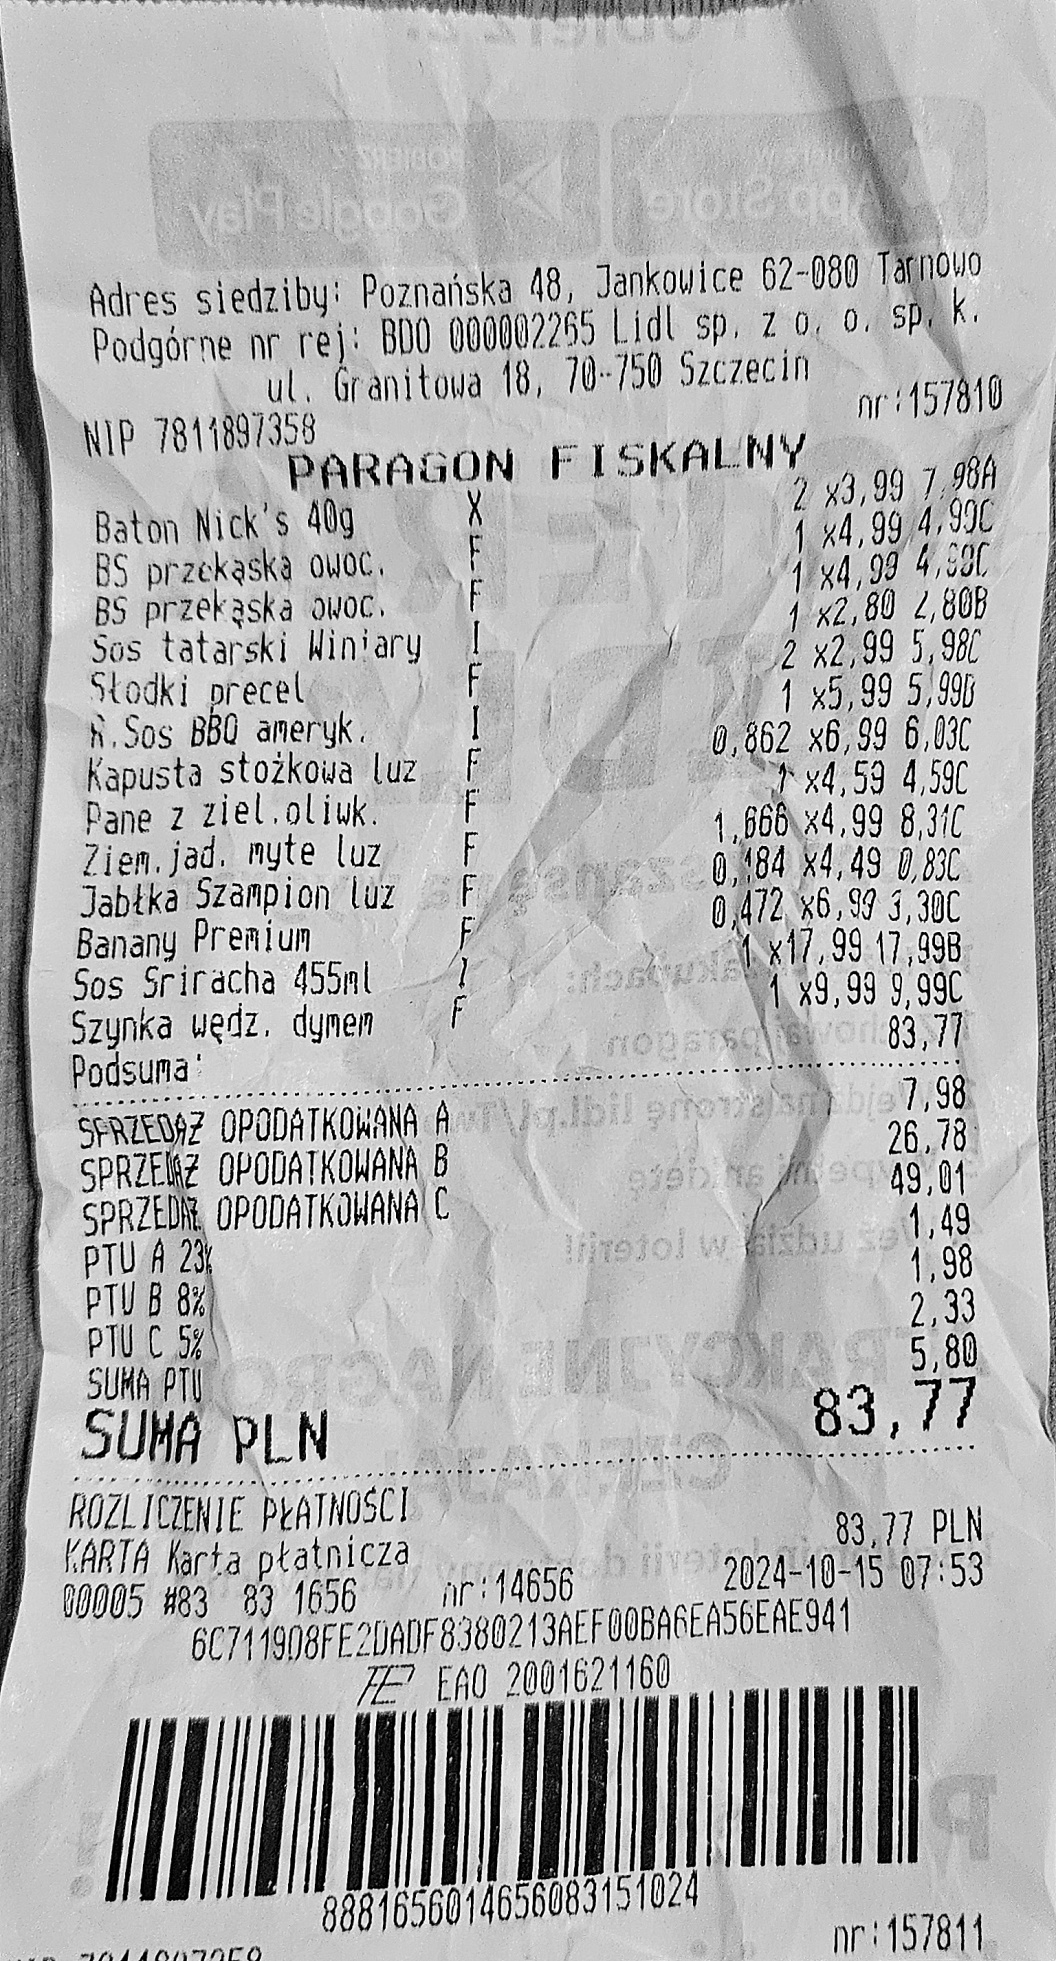 Adres siedziby: Poznańska 48, Jankowice 62-080 Tarnowo
Podgórne nr rej: BDO 000002265 Lidl sp. z o. o. sp. k.
ul. Granitowa 18, 70-750 Szczecin
nr:157810
NIP 7811897358
PARAGON FISKALNY
Baton Nick's 40g X 2 x3,99 7,98A
BS przekąska owoc. F 1 x4,99 4,99C
BS przekąska owoc. F 1 x4,99 4,99C
Sos tatarski Winiary I 1 x2,80 2,80B
Słodki precel F 2 x2,99 5,98C
R.Sos BBQ ameryk. I 1 x5,99 5,99B
Kapusta stożkowa luz F 0,862 x6,99 6,03C
Pane z ziel.oliwk. F 1 x4,59 4,59C
Ziem.jad. myte luz F 1,666 x4,99 8,31C
Jabłka Szampion luz F 0,184 x4,49 0,83C
Banany Premium F 0,472 x6,99 3,30C
Sos Sriracha 455ml I 1 x17,99 17,99B
Szynka wędz. dymem F 1 x9,99 9,99C
Podsuma: 83,77
SPRZEDAŻ OPODATKOWANA A 7,98
SPRZEDAŻ OPODATKOWANA B 26,78
SPRZEDAŻ OPODATKOWANA C 49,01
PTU A 23% 1,49
PTU B 8% 1,98
PTU C 5% 2,33
SUMA PTU 5,80
SUMA PLN 83,77
ROZLICZENIE PŁATNOŚCI
KARTA Karta płatnicza 83,77 PLN
00005 #83 83 1656 nr:14656 2024-10-15 07:53
6C7119D8FE2DADF8380213AEF00BA6EA56EAE941
EAO 2001621160
8881656014656083151024
nr:157811